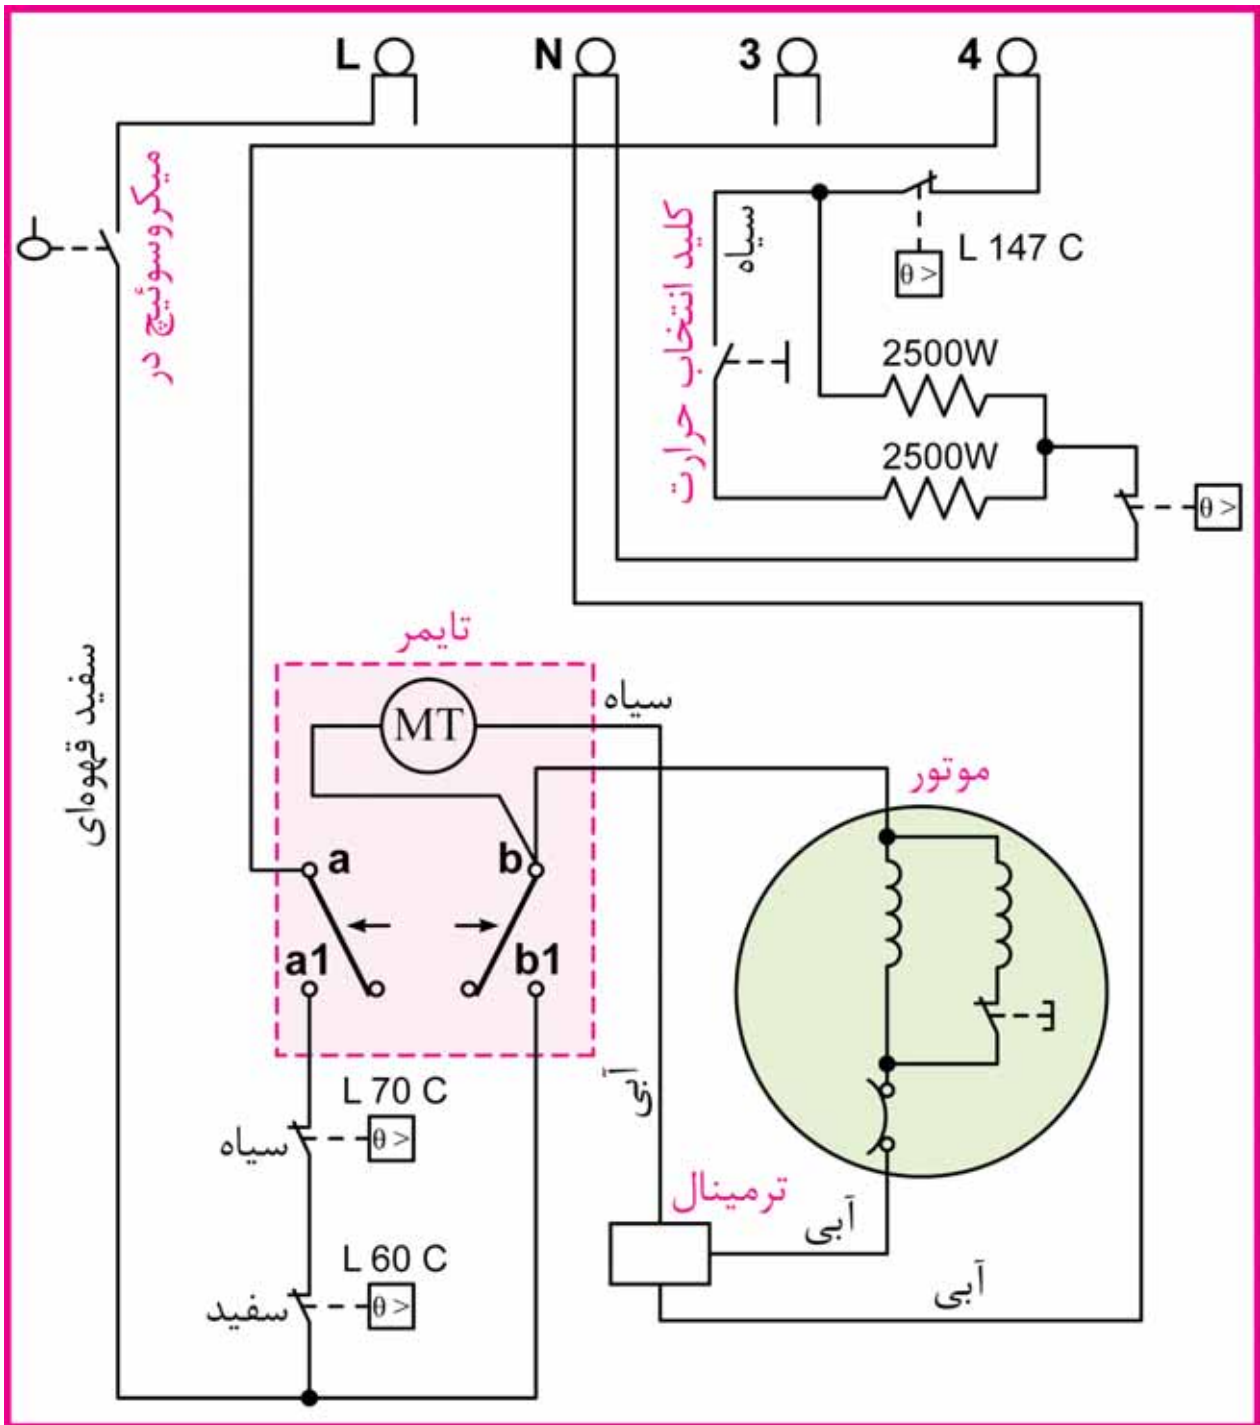 L
N
3
4
میکروسوئیچ در
سیاه
کلید انتخاب حرارت
L 147 C
θ >
2500W
2500W
θ >
سفید قهوه‌ای
تایمر
MT
سیاه
موتور
a
b
a1
b1
L 70 C
θ >
سیاه
آبی
ترمینال
آبی
آبی
L 60 C
θ >
سفید